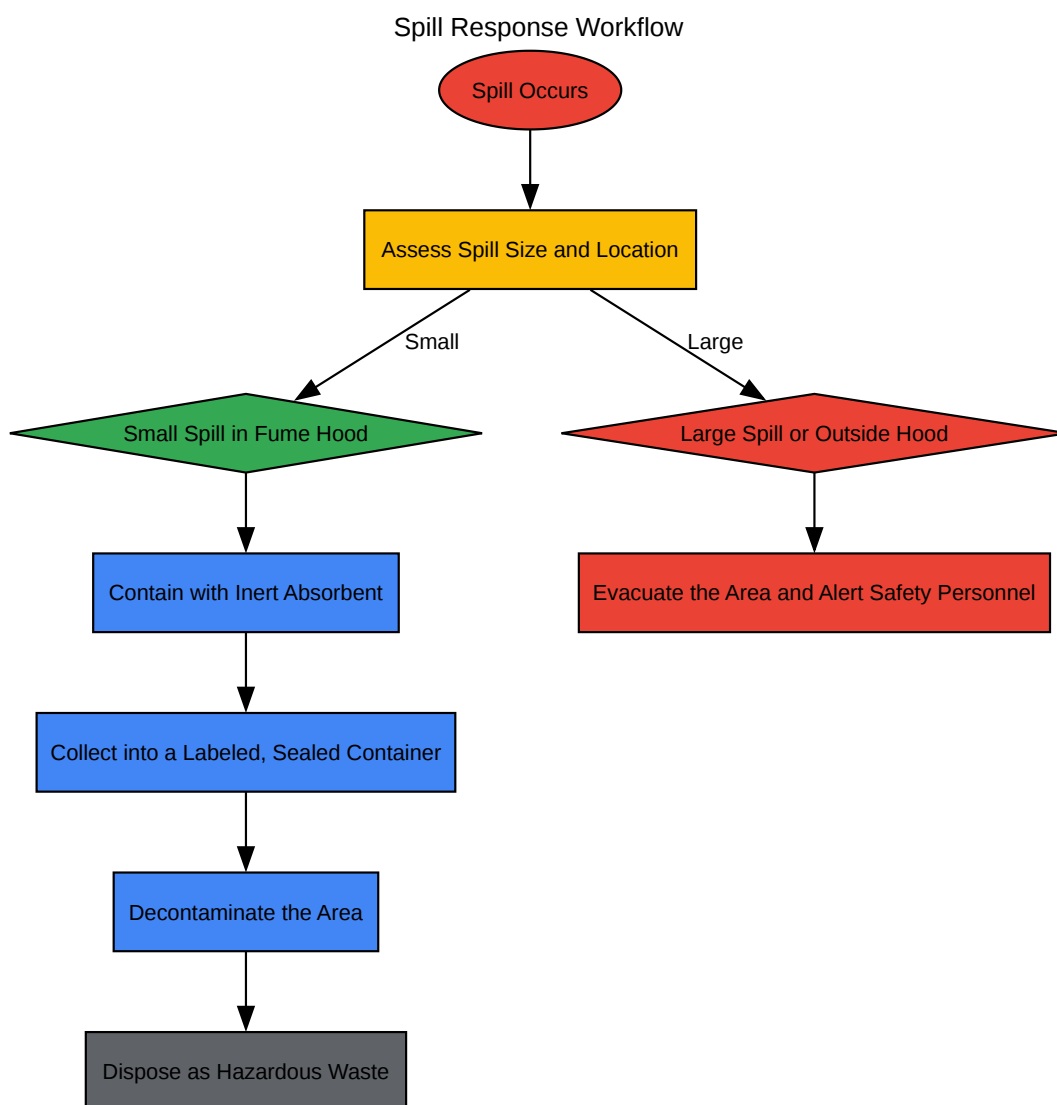 Spill Response Workflow
Spill Occurs
Assess Spill Size and Location
Small
Large
Small Spill in Fume Hood
Large Spill or Outside Hood
Contain with Inert Absorbent
Evacuate the Area and Alert Safety Personnel
Collect into a Labeled, Sealed Container
Decontaminate the Area
Dispose as Hazardous Waste